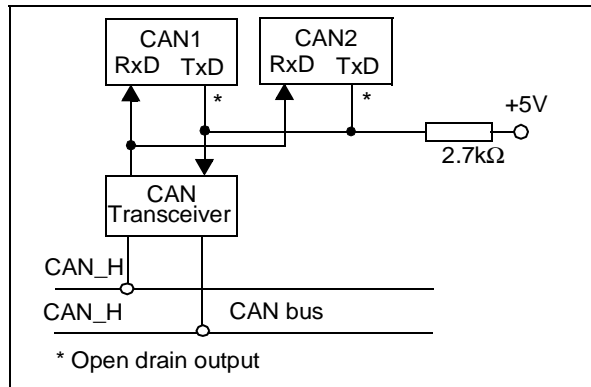 CAN1
RxD TxD
*
CAN2
RxD TxD
*
+5V
2.7kΩ
CAN
Transceiver
CAN_H
CAN_H
CAN bus
* Open drain output